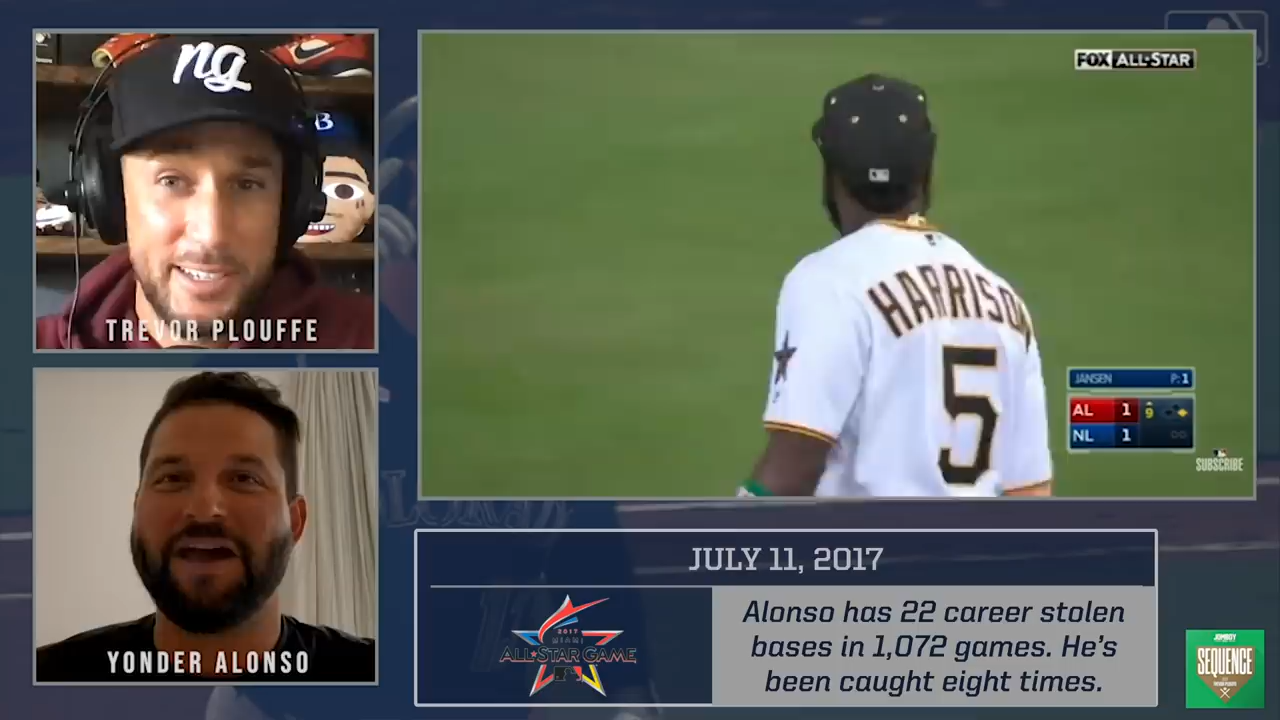 ng
B
TREVOR PLOUFFE
YONDER ALONSO
FOX ALL★STAR
HARRISON
5
JANSEN P:1
AL 1 9
NL 1
SUBSCRIBE
JULY 11, 2017
2017
MIAMI
ALL★STAR GAME
Alonso has 22 career stolen
bases in 1,072 games. He's
been caught eight times.
JOMBOY
SEQUENCE